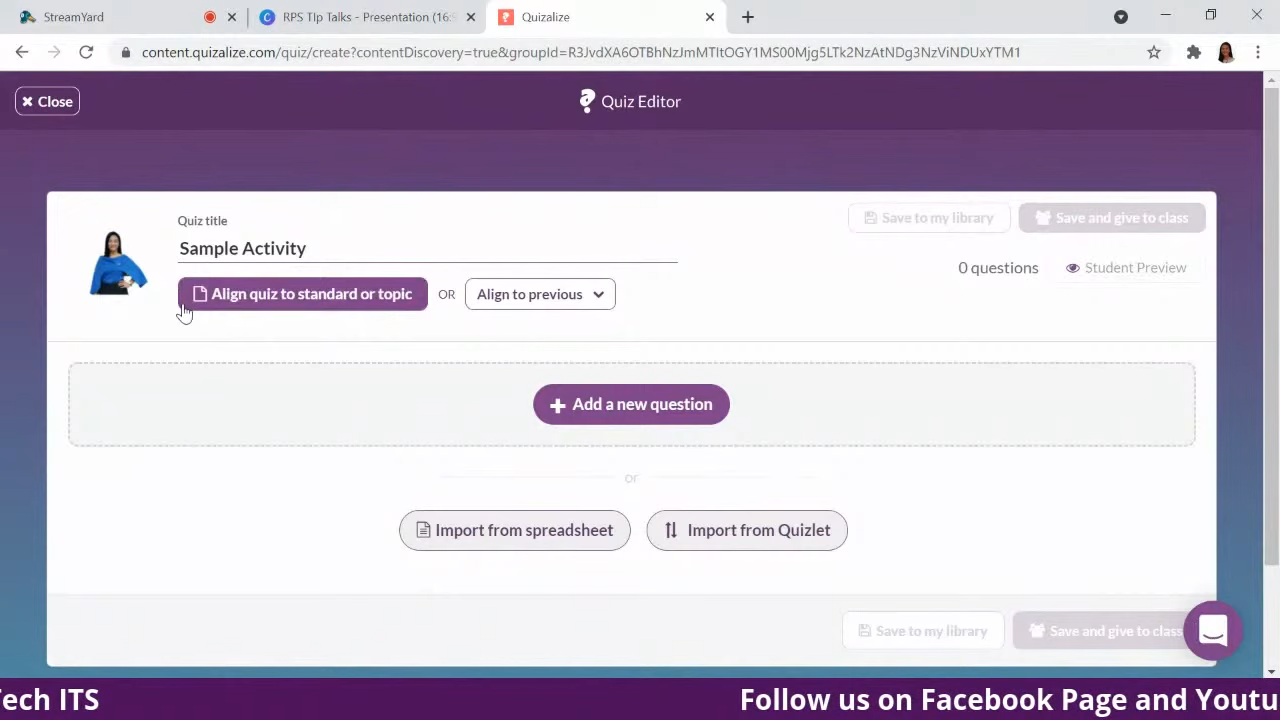 StreamYard
RPS TIp Talks - Presentation (16:
Quizalize
content.quizalize.com/quiz/create?contentDiscovery=true&groupId=R3JvdXA6OTBhNzJmMTItOGY1MS00Mjg5LTk2NzAtNDg3NzViNDUxYTM1
Close
Quiz Editor
Quiz title
Sample Activity
Save to my library
Save and give to class
0 questions
Student Preview
Align quiz to standard or topic
OR
Align to previous
Add a new question
or
Import from spreadsheet
Import from Quizlet
Save to my library
Save and give to class
Tech ITS
Follow us on Facebook Page and Youtu